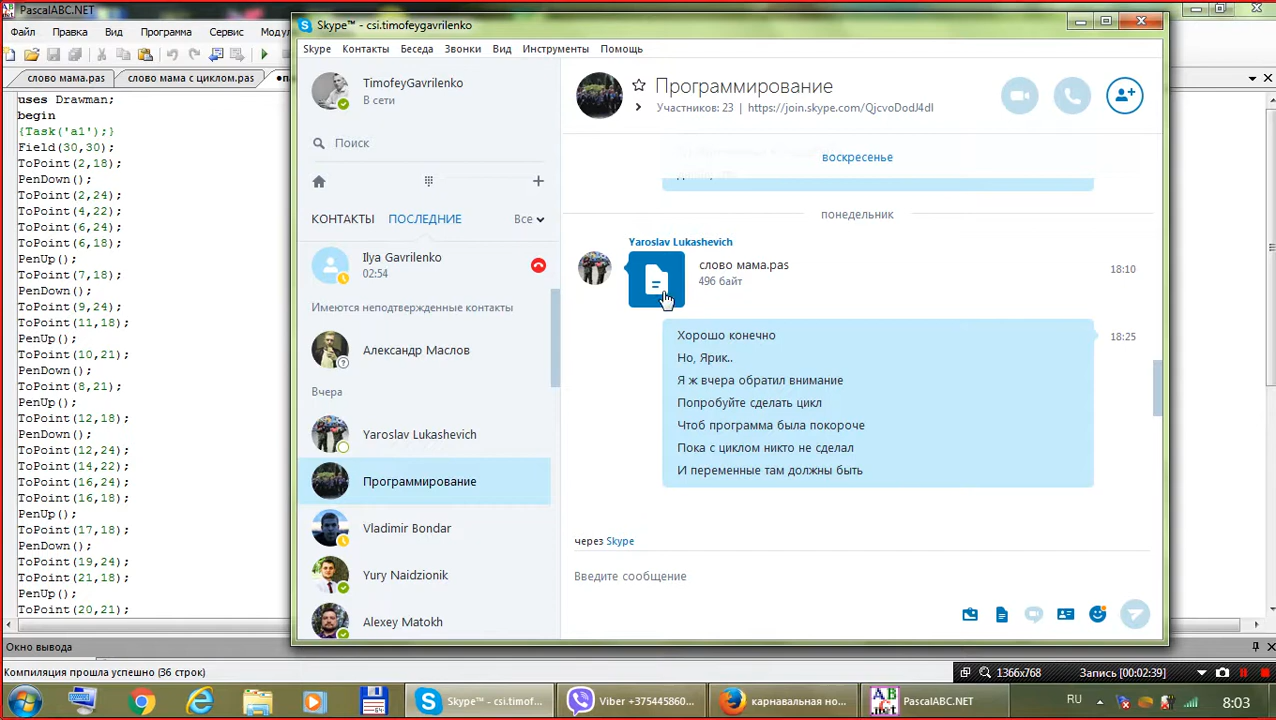 PascalABC.NET
Файл Правка Вид Программа Сервис Модул
слово мама.pas слово мама с циклом.pas
uses Drawman;
begin
{Task('a1');}
Field(30,30);
ToPoint(2,18);
PenDown();
ToPoint(2,24);
ToPoint(4,22);
ToPoint(6,24);
ToPoint(6,18);
PenUp();
ToPoint(7,18);
PenDown();
ToPoint(9,24);
ToPoint(11,18);
PenUp();
ToPoint(10,21);
PenDown();
ToPoint(8,21);
PenUp();
ToPoint(12,18);
PenDown();
ToPoint(12,24);
ToPoint(14,22);
ToPoint(16,24);
ToPoint(16,18);
PenUp();
ToPoint(17,18);
PenDown();
ToPoint(19,24);
ToPoint(21,18);
PenUp();
ToPoint(20,21);
Окно вывода
Компиляция прошла успешно (36 строк)
Skype™ - csi.timofeygavrilenko
Skype Контакты Беседа Звонки Вид Инструменты Помощь
TimofeyGavrilenko
В сети
Поиск
КОНТАКТЫ ПОСЛЕДНИЕ Все
Ilya Gavrilenko
02:54
Имеются неподтвержденные контакты
Александр Маслов
Вчера
Yaroslav Lukashevich
Программирование
Vladimir Bondar
Yury Naidzionik
Alexey Matokh
Программирование
Участников: 23 | https://join.skype.com/QjcvoDodJ4dI
воскресенье
понедельник
Yaroslav Lukashevich
слово мама.pas
496 байт
18:10
Хорошо конечно
18:25
Но, Ярик..
Я ж вчера обратил внимание
Попробуйте сделать цикл
Чтоб программа была покороче
Пока с циклом никто не сделал
И переменные там должны быть
через Skype
Введите сообщение
1366x768 Запись [00:02:39]
Skype™ - csi.timof...
Viber +375445860...
карнавальная но...
PascalABC.NET
RU
8:03